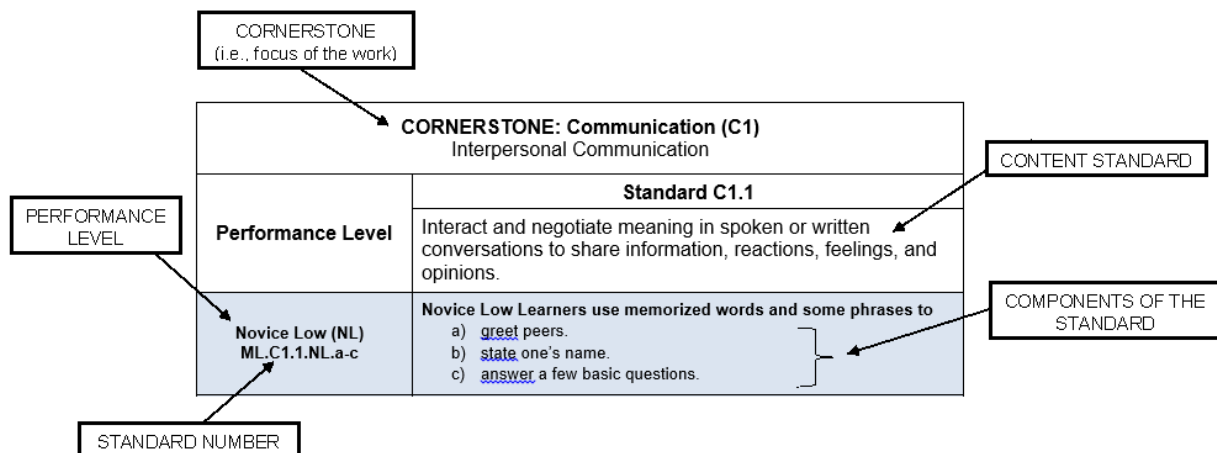 CORNERSTONE
(i.e., focus of the work)
CORNERSTONE: Communication (C1)
Interpersonal Communication
CONTENT STANDARD
Standard C1.1
PERFORMANCE
LEVEL
Performance Level
Interact and negotiate meaning in spoken or written
conversations to share information, reactions, feelings, and
opinions.
COMPONENTS OF THE
STANDARD
Novice Low (NL)
ML.C1.1.NL.a-c
Novice Low Learners use memorized words and some phrases to
a) greet peers.
b) state one's name.
c) answer a few basic questions.
STANDARD NUMBER